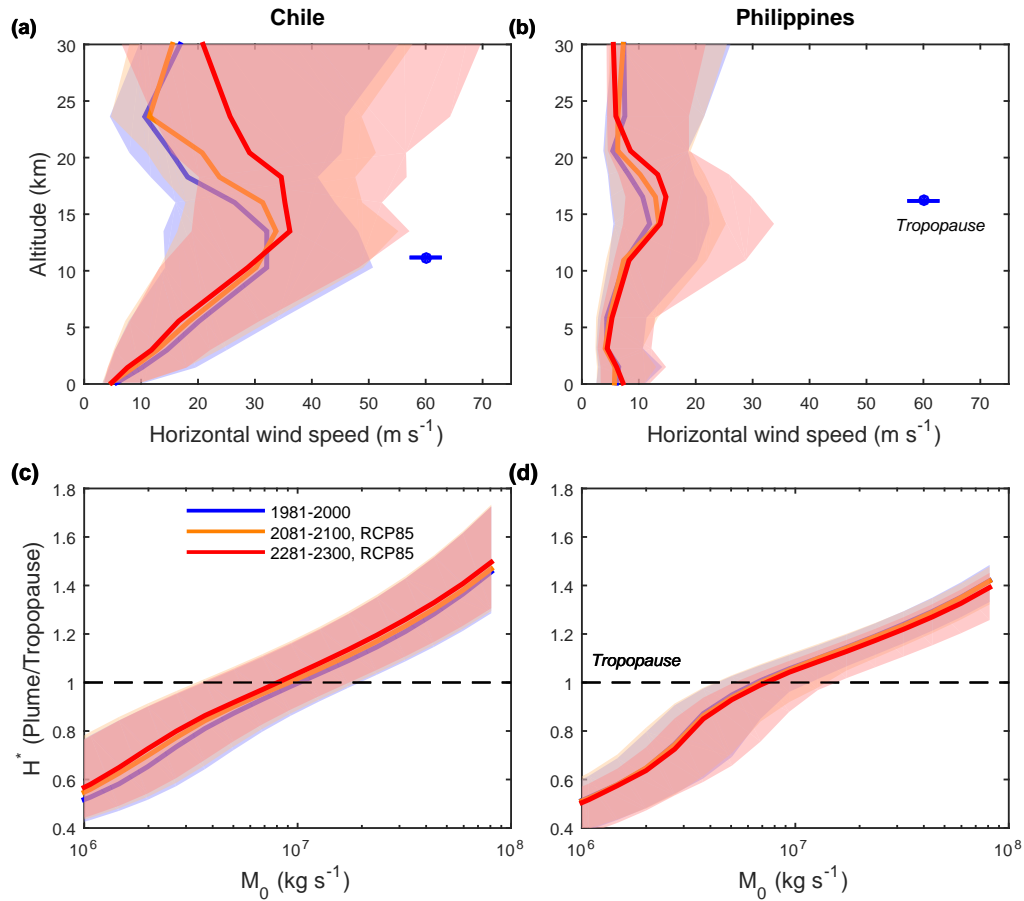 Chile
Philippines
(a)
(b)
30
25
20
15
10
5
0
Altitude (km)
0 10 20 30 40 50 60 70
Horizontal wind speed (m s⁻¹)
30
25
20
15
10
5
0
Tropopause
0 10 20 30 40 50 60 70
Horizontal wind speed (m s⁻¹)
(c)
(d)
1.8
1.6
1.4
1.2
1
0.8
0.6
0.4
H* (Plume/Tropopause)
1981-2000
2081-2100, RCP85
2281-2300, RCP85
10⁶ 10⁷ 10⁸
M₀ (kg s⁻¹)
1.8
1.6
1.4
1.2
1
0.8
0.6
0.4
Tropopause
10⁶ 10⁷ 10⁸
M₀ (kg s⁻¹)